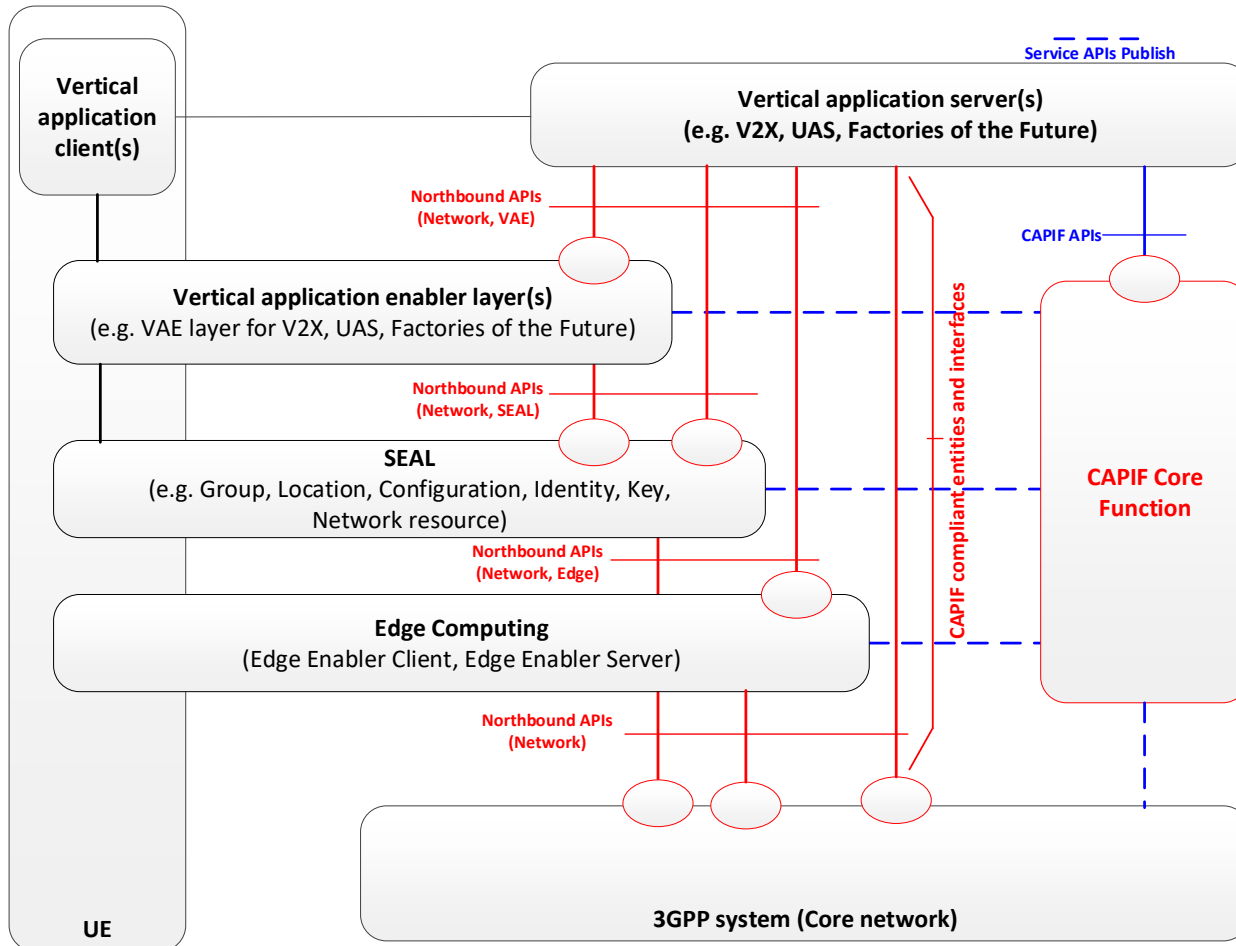 Service APIs Publish
Vertical
application
client(s)
Vertical application server(s)
(e.g. V2X, UAS, Factories of the Future)
Northbound APIs
(Network, VAE)
CAPIF APIs
Vertical application enabler layer(s)
(e.g. VAE layer for V2X, UAS, Factories of the Future)
CAPIF compliant entities and interfaces
Northbound APIs
(Network, SEAL)
SEAL
(e.g. Group, Location, Configuration, Identity, Key,
Network resource)
CAPIF Core
Function
Northbound APIs
(Network, Edge)
Edge Computing
(Edge Enabler Client, Edge Enabler Server)
Northbound APIs
(Network)
3GPP system (Core network)
UE